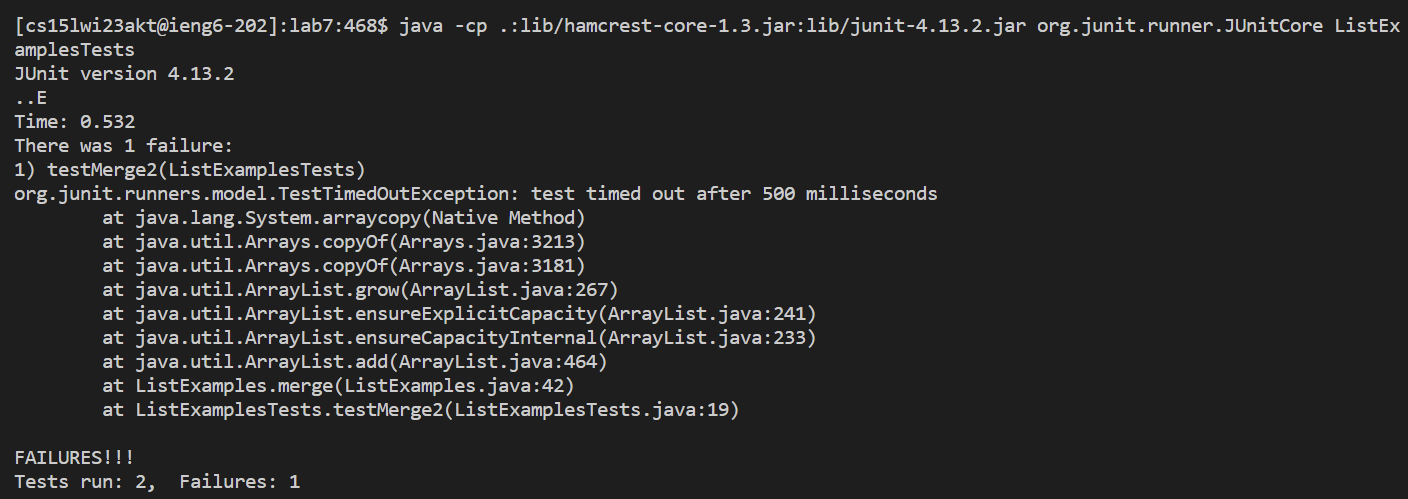 [cs15lwi23akt@ieng6-202]:lab7:468$ java -cp .:lib/hamcrest-core-1.3.jar:lib/junit-4.13.2.jar org.junit.runner.JUnitCore ListEx
amplesTests
JUnit version 4.13.2
..E
Time: 0.532
There was 1 failure:
1) testMerge2(ListExamplesTests)
org.junit.runners.model.TestTimedOutException: test timed out after 500 milliseconds
        at java.lang.System.arraycopy(Native Method)
        at java.util.Arrays.copyOf(Arrays.java:3213)
        at java.util.Arrays.copyOf(Arrays.java:3181)
        at java.util.ArrayList.grow(ArrayList.java:267)
        at java.util.ArrayList.ensureExplicitCapacity(ArrayList.java:241)
        at java.util.ArrayList.ensureCapacityInternal(ArrayList.java:233)
        at java.util.ArrayList.add(ArrayList.java:464)
        at ListExamples.merge(ListExamples.java:42)
        at ListExamplesTests.testMerge2(ListExamplesTests.java:19)

FAILURES!!!
Tests run: 2,  Failures: 1